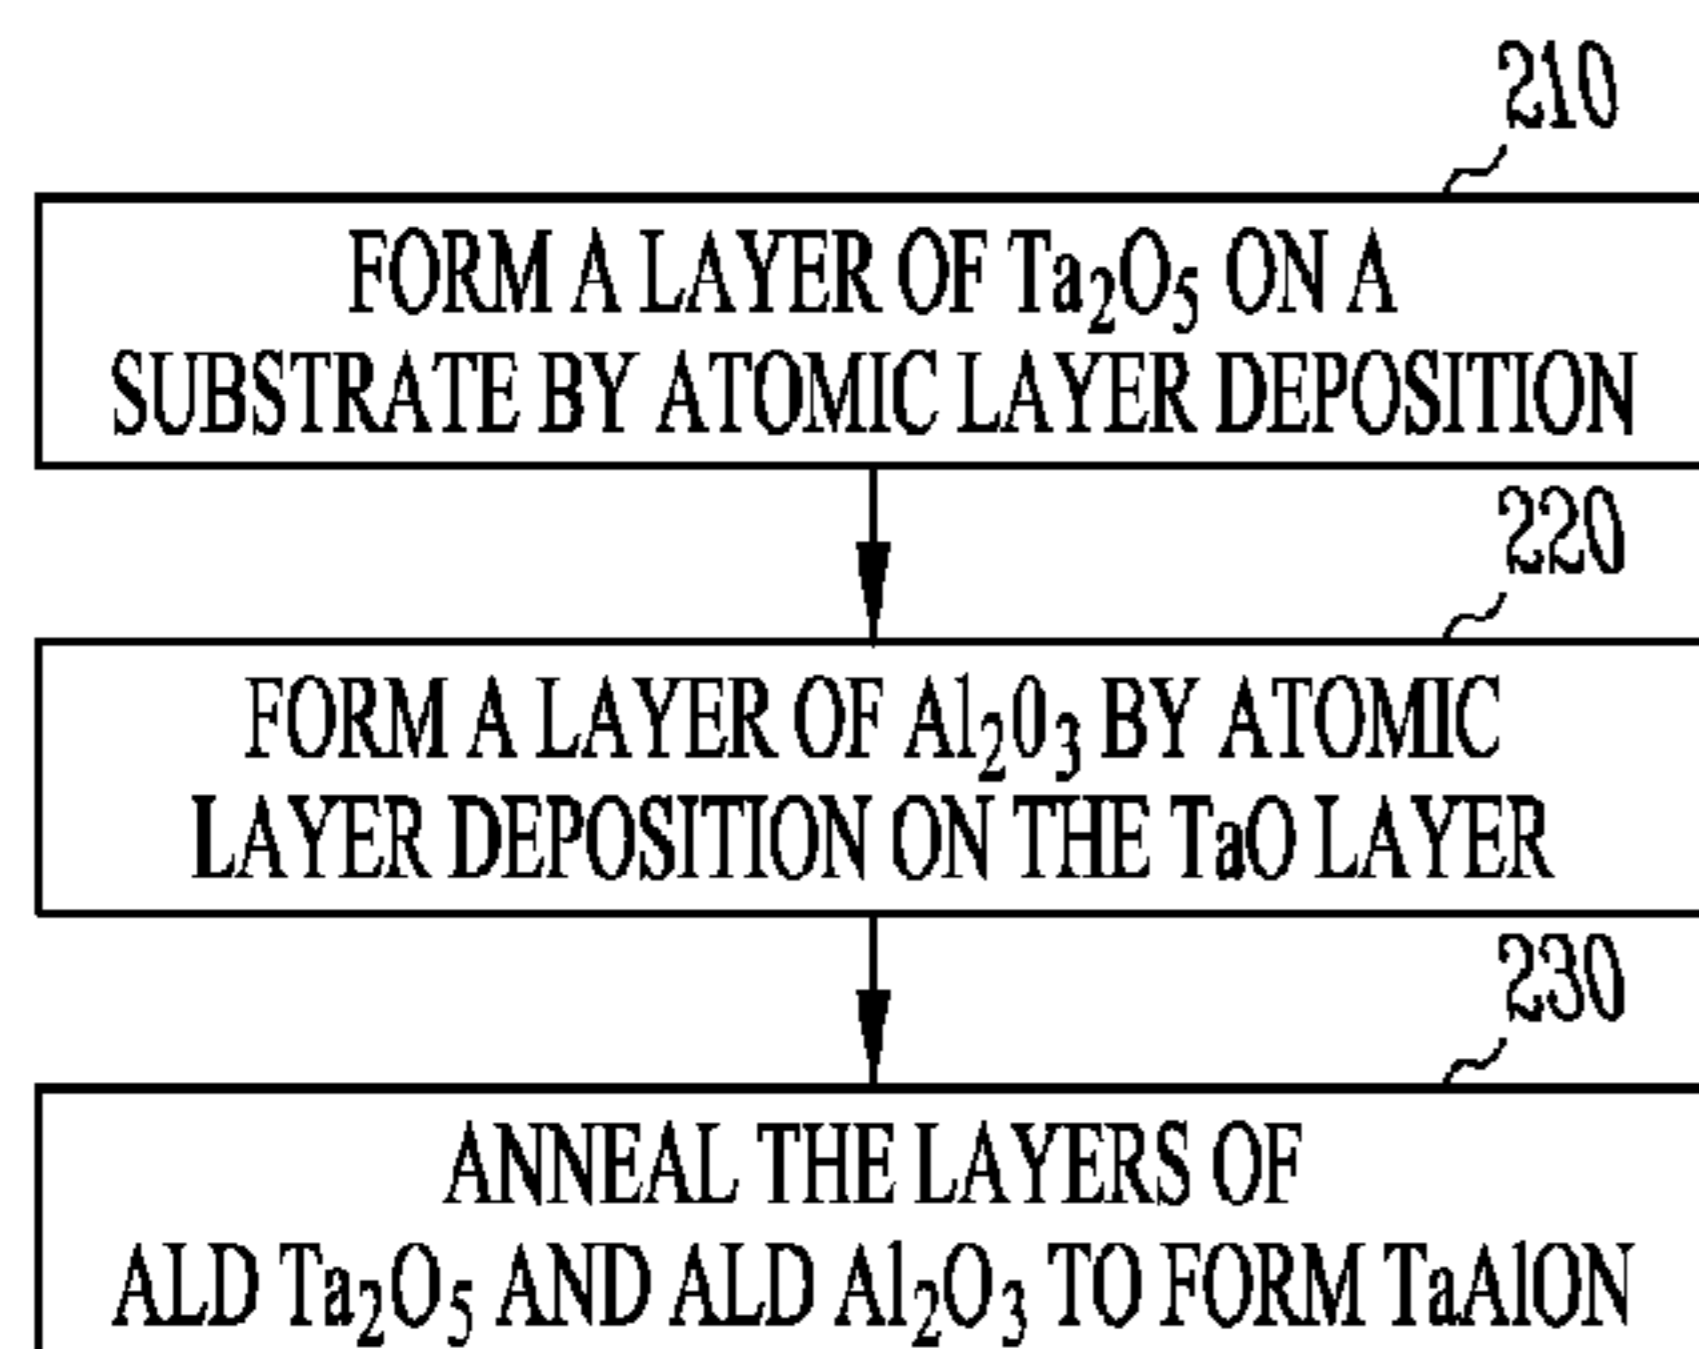 210
FORM A LAYER OF Ta₂O₅ ON A
SUBSTRATE BY ATOMIC LAYER DEPOSITION
220
FORM A LAYER OF Al₂0₃ BY ATOMIC
LAYER DEPOSITION ON THE TaO LAYER
230
ANNEAL THE LAYERS OF
ALD Ta₂O₅ AND ALD Al₂O₃ TO FORM TaAlON